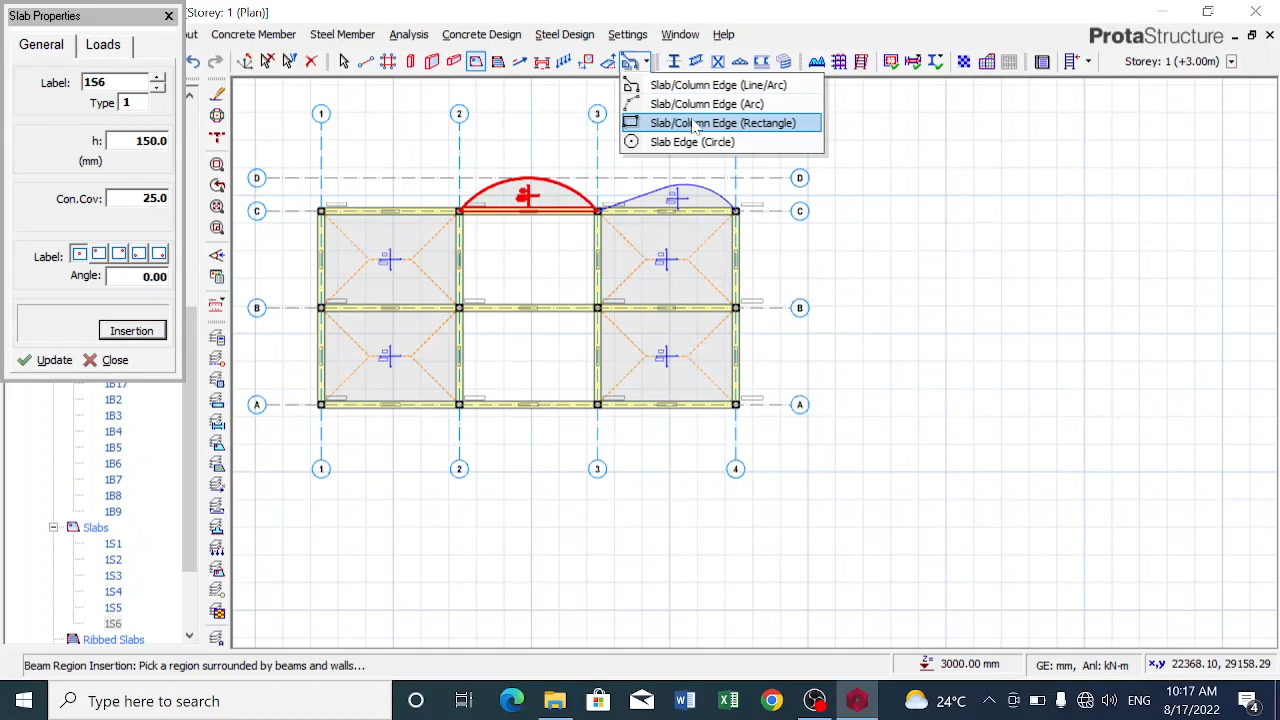 Slab Properties
[Storey: 1 (Plan)]
General
Loads
Concrete Member
Steel Member
Analysis
Concrete Design
Steel Design
Settings
Window
Help
ProtaStructure
Storey: 1 (+3.00m)
Label: 156
Type 1
h: 150.0
(mm)
Con.Cov: 25.0
Label:
Angle: 0.00
Insertion
Update
Close
Slab/Column Edge (Line/Arc)
Slab/Column Edge (Arc)
Slab/Column Edge (Rectangle)
Slab Edge (Circle)
1
2
3
D
D
C
C
B
B
A
A
1
2
3
4
1B17
1B2
1B3
1B4
1B5
1B6
1B7
1B8
1B9
Slabs
1S1
1S2
1S3
1S4
1S5
1S6
Ribbed Slabs
Beam Region Insertion: Pick a region surrounded by beams and walls...
Z= 3000.00 mm
GE: mm, Anl: kN-m
x,y 22368.10, 29158.29
Type here to search
24°C
ENG
10:17 AM
8/17/2022